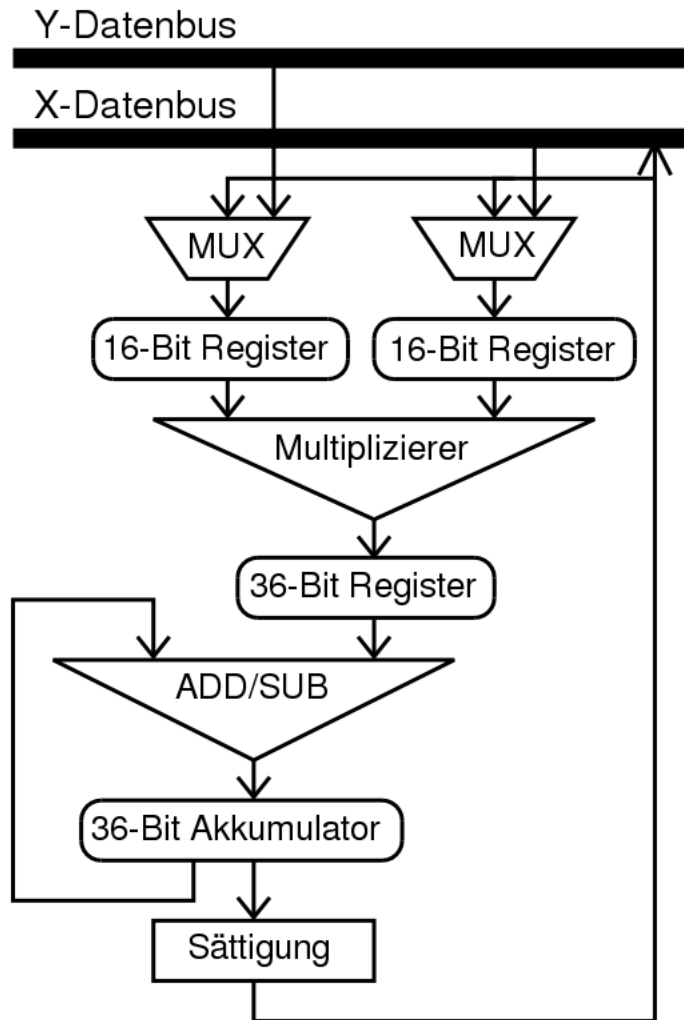 Y-Datenbus
X-Datenbus
MUX
MUX
16-Bit Register
16-Bit Register
Multiplizierer
36-Bit Register
ADD/SUB
36-Bit Akkumulator
Sättigung